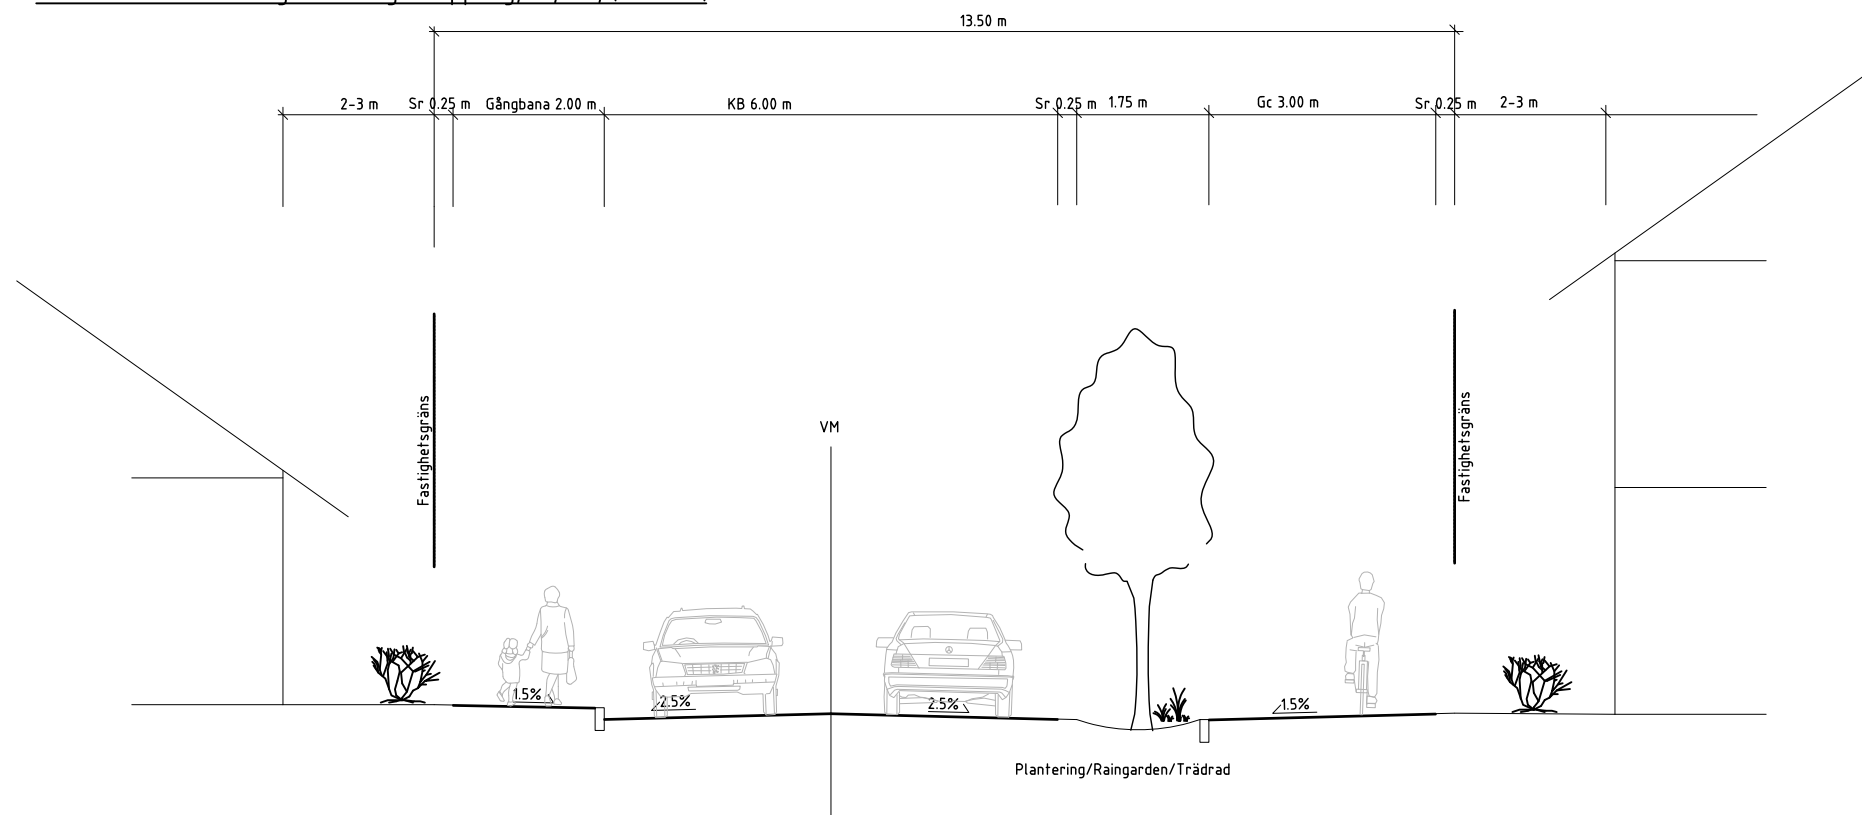 13.50 m
2-3 m
Sr 0.25 m
Gångbana 2.00 m
KB 6.00 m
Sr 0.25 m
1.75 m
Gc 3.00 m
Sr 0.25 m
2-3 m
Fastighetsgräns
VM
Fastighetsgräns
1.5%
2.5%
2.5%
1.5%
Plantering/Raingarden/Trädrad